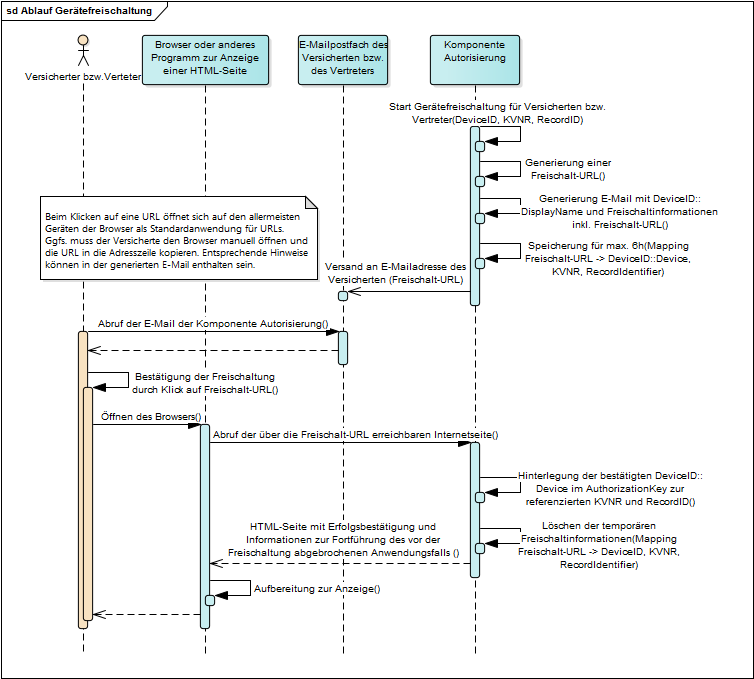 sd Ablauf Gerätefreischaltung
Versicherter bzw.Verteter
Browser oder anderes
Programm zur Anzeige
einer HTML-Seite
E-Mailpostfach des
Versicherten bzw.
des Vertreters
Komponente
Autorisierung
Start Gerätefreischaltung für Versicherten bzw.
Vertreter(DeviceID, KVNR, RecordID)
Generierung einer
Freischalt-URL()
Generierung E-Mail mit DeviceID::
DisplayName und Freischaltinformationen
inkl. Freischalt-URL()
Beim Klicken auf eine URL öffnet sich auf den allermeisten
Geräten der Browser als Standardanwendung für URLs.
Ggfs. muss der Versicherte den Browser manuell öffnen und
die URL in die Adresszeile kopieren. Entsprechende Hinweise
können in der generierten E-Mail enthalten sein.
Speicherung für max. 6h(Mapping
Freischalt-URL -> DeviceID::Device,
KVNR, RecordIdentifier)
Versand an E-Mailadresse des
Versicherten (Freischalt-URL)
Abruf der E-Mail der Komponente Autorisierung()
Bestätigung der Freischaltung
durch Klick auf Freischalt-URL()
Öffnen des Browsers()
Abruf der über die Freischalt-URL erreichbaren Internetseite()
Hinterlegung der bestätigten DeviceID::
Device im AuthorizationKey zur
referenzierten KVNR und RecordID()
HTML-Seite mit Erfolgsbestätigung und
Informationen zur Fortführung des vor der
Freischaltung abgebrochenen Anwendungsfalls ()
Löschen der temporären
Freischaltinformationen(Mapping
Freischalt-URL -> DeviceID, KVNR,
RecordIdentifier)
Aufbereitung zur Anzeige()